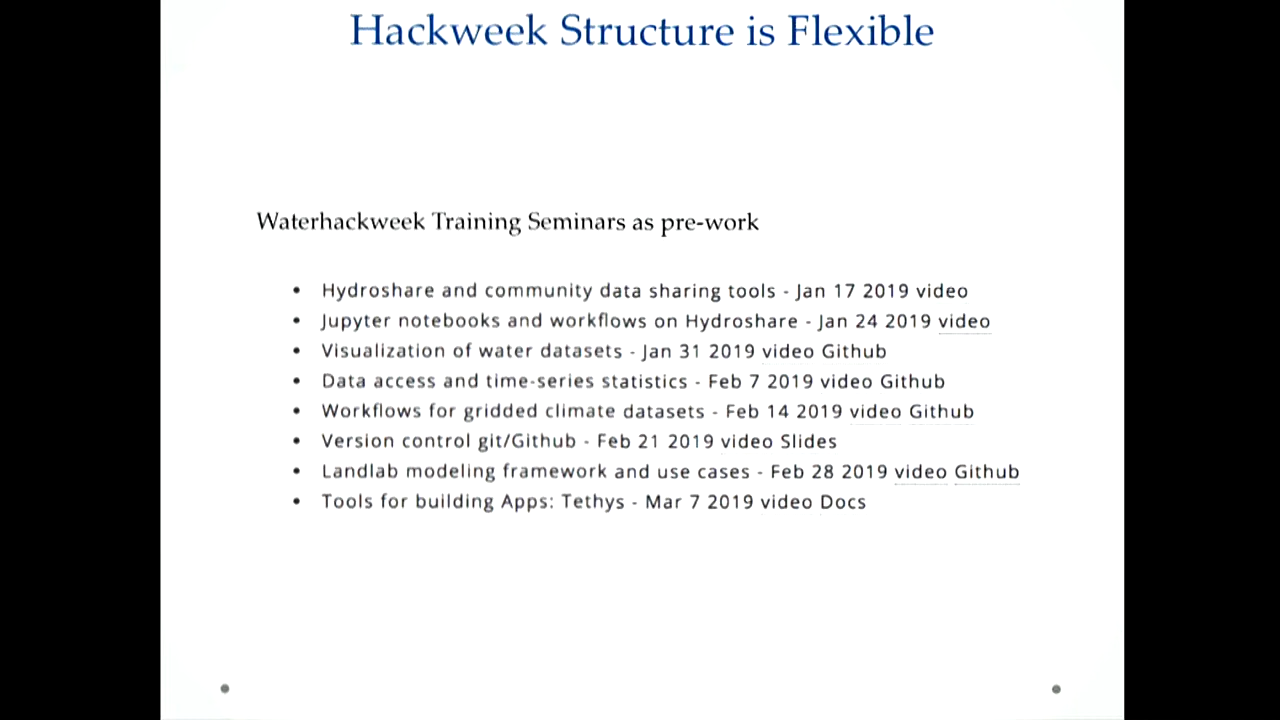 Hackweek Structure is Flexible
Waterhackweek Training Seminars as pre-work
• Hydroshare and community data sharing tools - Jan 17 2019 video
• Jupyter notebooks and workflows on Hydroshare - Jan 24 2019 video
• Visualization of water datasets - Jan 31 2019 video Github
• Data access and time-series statistics - Feb 7 2019 video Github
• Workflows for gridded climate datasets - Feb 14 2019 video Github
• Version control git/Github - Feb 21 2019 video Slides
• Landlab modeling framework and use cases - Feb 28 2019 video Github
• Tools for building Apps: Tethys - Mar 7 2019 video Docs